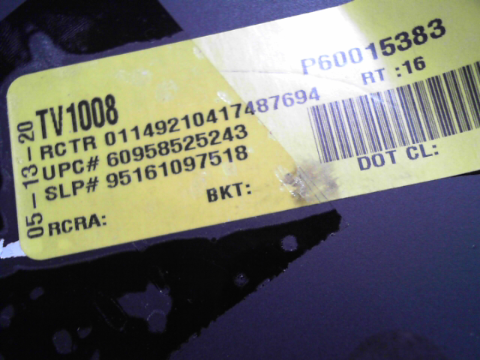 P60015383
RT :16
05-13-20
TV1008
RCTR 01149210417487694
UPC# 60958525243
SLP# 95161097518
BKT:
DOT CL:
RCRA: